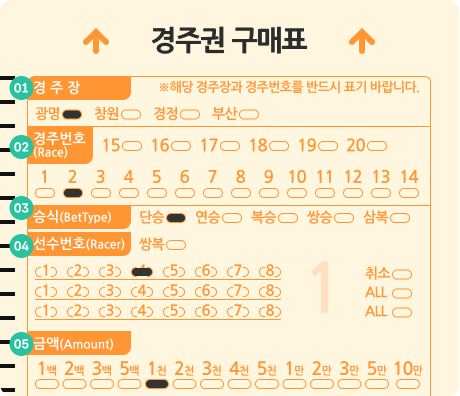 경주권 구매표
01 경 주 장 ※해당 경주장과 경주번호를 반드시 표기 바랍니다.
광명 창원 경정 부산
02 경주번호 (Race) 15 16 17 18 19 20
1 2 3 4 5 6 7 8 9 10 11 12 13 14
03 승식(BetType) 단승 연승 복승 쌍승 삼복
04 선수번호(Racer) 쌍복
1 2 3 4 5 6 7 8 취소
1 2 3 4 5 6 7 8 ALL
1 2 3 4 5 6 7 8 ALL
1
05 금액(Amount)
1백 2백 3백 5백 1천 2천 3천 4천 5천 1만 2만 3만 5만 10만